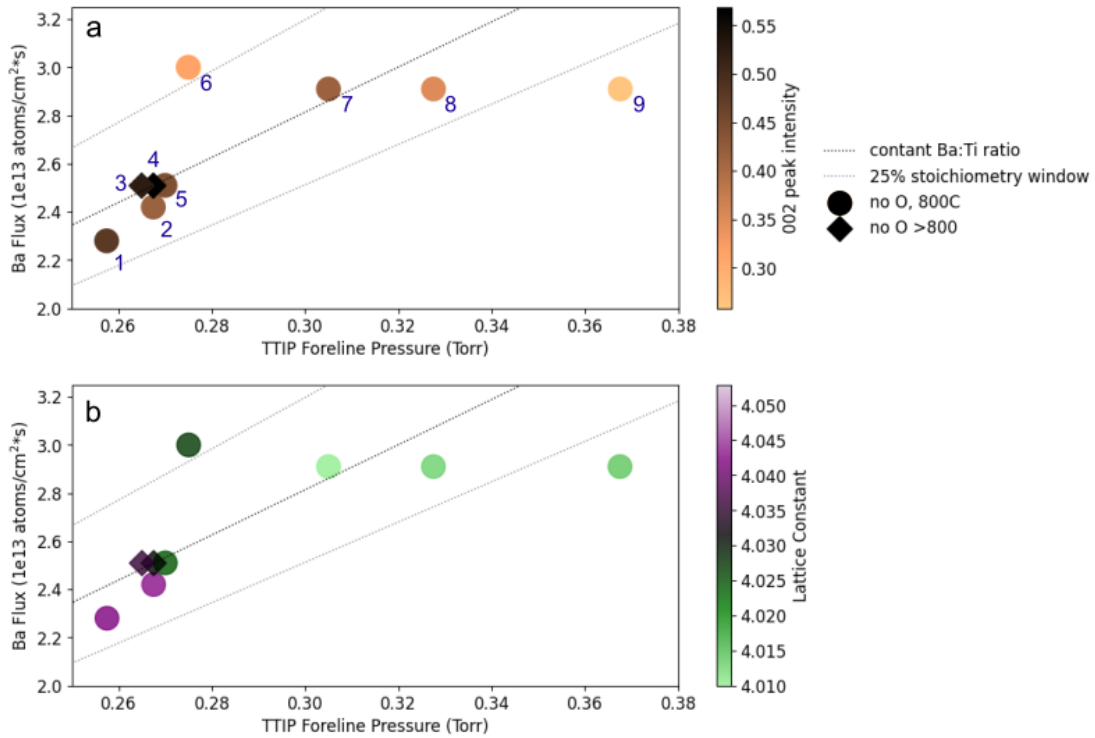 a
3.2
3.0
2.8
2.6
2.4
2.2
2.0
Ba Flux (1e13 atoms/cm²*s)
6
7
8
9
4
3
5
2
1
0.26 0.28 0.30 0.32 0.34 0.36 0.38
TTIP Foreline Pressure (Torr)
0.55
0.50
0.45
0.40
0.35
0.30
002 peak intensity
contant Ba:Ti ratio
25% stoichiometry window
no O, 800C
no O >800
b
3.2
3.0
2.8
2.6
2.4
2.2
2.0
Ba Flux (1e13 atoms/cm²*s)
0.26 0.28 0.30 0.32 0.34 0.36 0.38
TTIP Foreline Pressure (Torr)
4.050
4.045
4.040
4.035
4.030
4.025
4.020
4.015
4.010
Lattice Constant